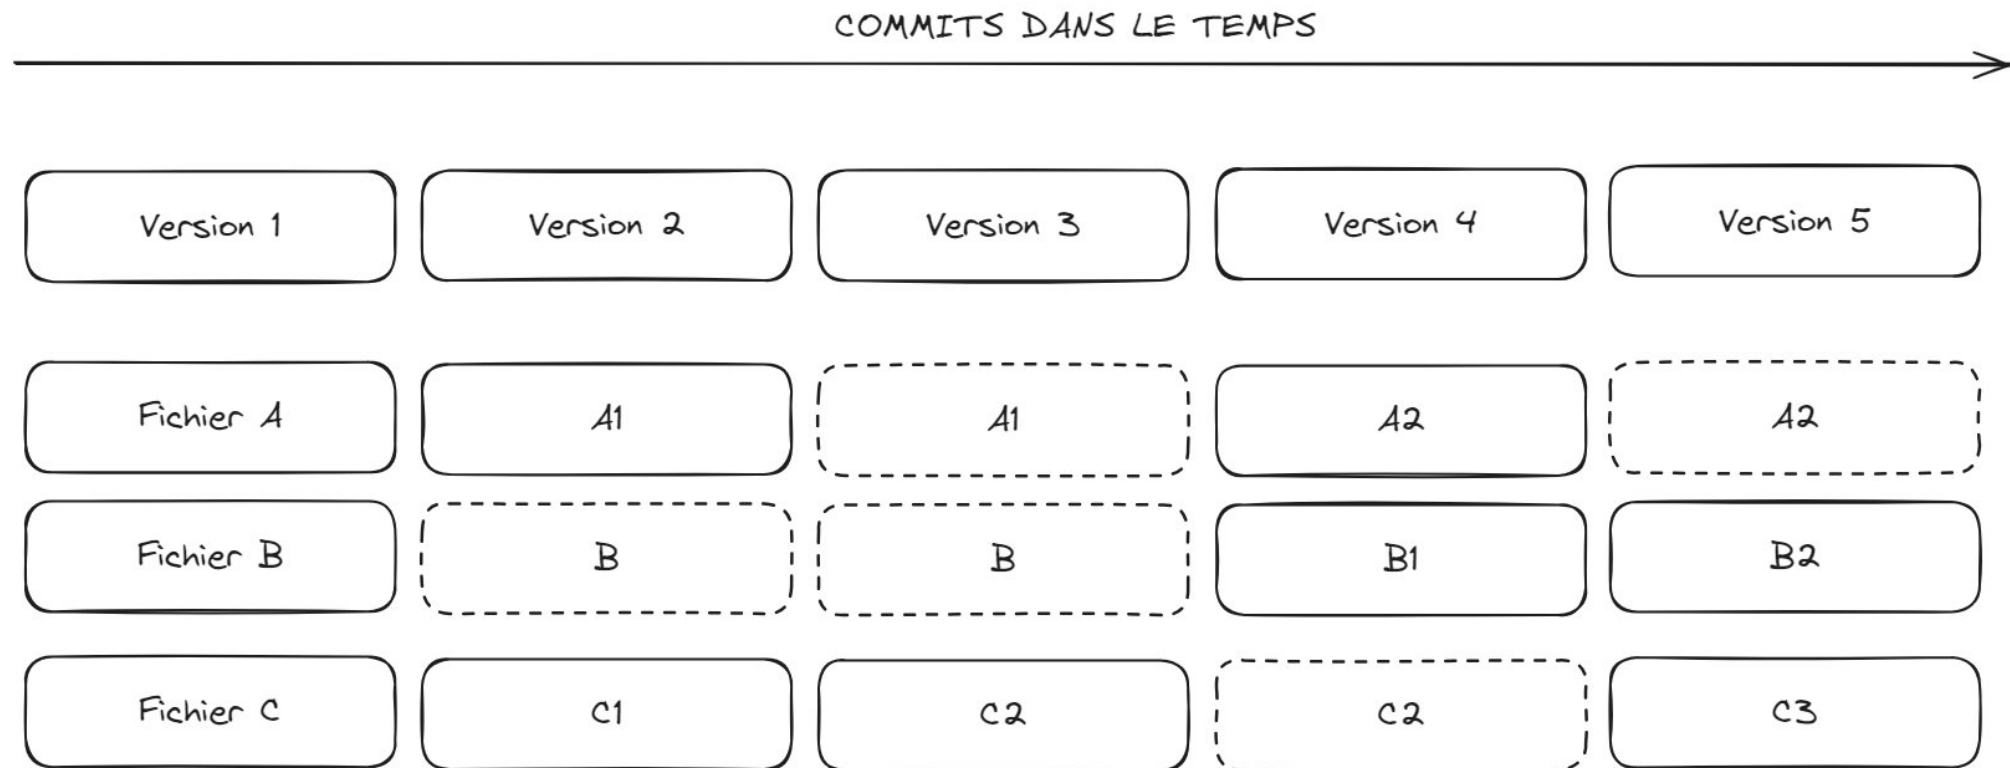 COMMITS DANS LE TEMPS
Version 1 Version 2 Version 3 Version 4 Version 5
Fichier A A1 A1 A2 A2
Fichier B B B B1 B2
Fichier C C1 C2 C2 C3